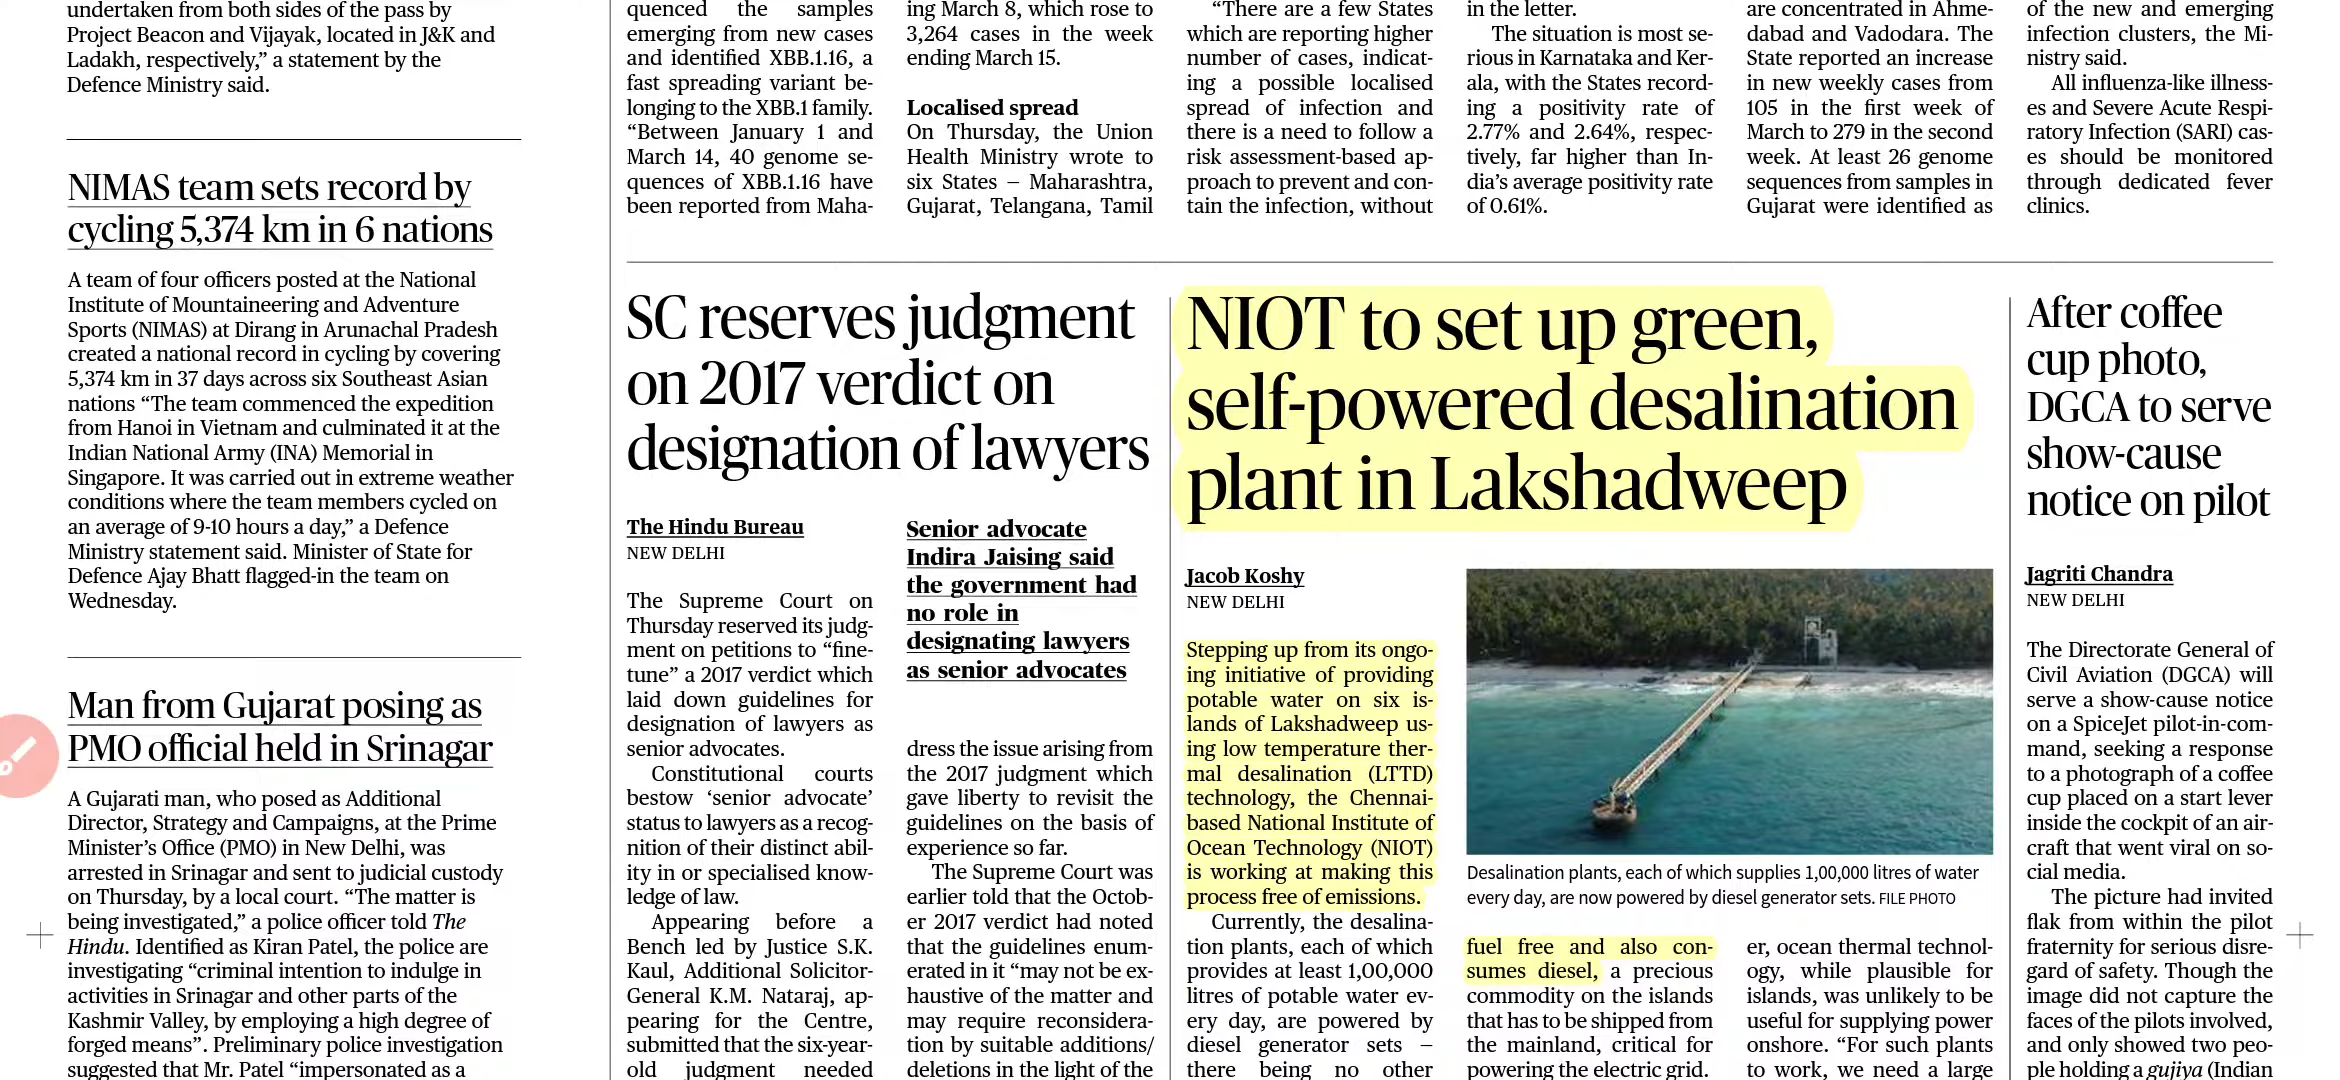 undertaken from both sides of the pass by
Project Beacon and Vijayak, located in J&K and
Ladakh, respectively,” a statement by the
Defence Ministry said.
NIMAS team sets record by
cycling 5,374 km in 6 nations
A team of four officers posted at the National
Institute of Mountaineering and Adventure
Sports (NIMAS) at Dirang in Arunachal Pradesh
created a national record in cycling by covering
5,374 km in 37 days across six Southeast Asian
nations “The team commenced the expedition
from Hanoi in Vietnam and culminated it at the
Indian National Army (INA) Memorial in
Singapore. It was carried out in extreme weather
conditions where the team members cycled on
an average of 9-10 hours a day,” a Defence
Ministry statement said. Minister of State for
Defence Ajay Bhatt flagged-in the team on
Wednesday.
Man from Gujarat posing as
PMO official held in Srinagar
A Gujarati man, who posed as Additional
Director, Strategy and Campaigns, at the Prime
Minister’s Office (PMO) in New Delhi, was
arrested in Srinagar and sent to judicial custody
on Thursday, by a local court. “The matter is
being investigated,” a police officer told The
Hindu. Identified as Kiran Patel, the police are
investigating “criminal intention to indulge in
activities in Srinagar and other parts of the
Kashmir Valley, by employing a high degree of
forged means”. Preliminary police investigation
suggested that Mr. Patel “impersonated as a
quenced the samples
emerging from new cases
and identified XBB.1.16, a
fast spreading variant be-
longing to the XBB.1 family.
“Between January 1 and
March 14, 40 genome se-
quences of XBB.1.16 have
been reported from Maha-
ing March 8, which rose to
3,264 cases in the week
ending March 15.
Localised spread
On Thursday, the Union
Health Ministry wrote to
six States – Maharashtra,
Gujarat, Telangana, Tamil
“There are a few States
which are reporting higher
number of cases, indicat-
ing a possible localised
spread of infection and
there is a need to follow a
risk assessment-based ap-
proach to prevent and con-
tain the infection, without
in the letter.
The situation is most se-
rious in Karnataka and Ker-
ala, with the States record-
ing a positivity rate of
2.77% and 2.64%, respec-
tively, far higher than In-
dia’s average positivity rate
of 0.61%.
are concentrated in Ahme-
dabad and Vadodara. The
State reported an increase
in new weekly cases from
105 in the first week of
March to 279 in the second
week. At least 26 genome
sequences from samples in
Gujarat were identified as
of the new and emerging
infection clusters, the Mi-
nistry said.
All influenza-like illness-
es and Severe Acute Respi-
ratory Infection (SARI) cas-
es should be monitored
through dedicated fever
clinics.
SC reserves judgment
on 2017 verdict on
designation of lawyers
The Hindu Bureau
NEW DELHI
The Supreme Court on
Thursday reserved its judg-
ment on petitions to “fine-
tune” a 2017 verdict which
laid down guidelines for
designation of lawyers as
senior advocates.
Constitutional courts
bestow ‘senior advocate’
status to lawyers as a recog-
nition of their distinct abil-
ity in or specialised know-
ledge of law.
Appearing before a
Bench led by Justice S.K.
Kaul, Additional Solicitor-
General K.M. Nataraj, ap-
pearing for the Centre,
submitted that the six-year-
old judgment needed
Senior advocate
Indira Jaising said
the government had
no role in
designating lawyers
as senior advocates
dress the issue arising from
the 2017 judgment which
gave liberty to revisit the
guidelines on the basis of
experience so far.
The Supreme Court was
earlier told that the Octob-
er 2017 verdict had noted
that the guidelines enum-
erated in it “may not be ex-
haustive of the matter and
may require reconsidera-
tion by suitable additions/
deletions in the light of the
NIOT to set up green,
self-powered desalination
plant in Lakshadweep
Jacob Koshy
NEW DELHI
Stepping up from its ongo-
ing initiative of providing
potable water on six is-
lands of Lakshadweep us-
ing low temperature ther-
mal desalination (LTTD)
technology, the Chennai-
based National Institute of
Ocean Technology (NIOT)
is working at making this
process free of emissions.
Currently, the desalina-
tion plants, each of which
provides at least 1,00,000
litres of potable water ev-
ery day, are powered by
diesel generator sets –
there being no other
Desalination plants, each of which supplies 1,00,000 litres of water
every day, are now powered by diesel generator sets. FILE PHOTO
fuel free and also con-
sumes diesel, a precious
commodity on the islands
that has to be shipped from
the mainland, critical for
powering the electric grid.
er, ocean thermal technol-
ogy, while plausible for
islands, was unlikely to be
useful for supplying power
onshore. “For such plants
to work, we need a large
After coffee
cup photo,
DGCA to serve
show-cause
notice on pilot
Jagriti Chandra
NEW DELHI
The Directorate General of
Civil Aviation (DGCA) will
serve a show-cause notice
on a SpiceJet pilot-in-com-
mand, seeking a response
to a photograph of a coffee
cup placed on a start lever
inside the cockpit of an air-
craft that went viral on so-
cial media.
The picture had invited
flak from within the pilot
fraternity for serious disre-
gard of safety. Though the
image did not capture the
faces of the pilots involved,
and only showed two peo-
ple holding a gujiya (Indian